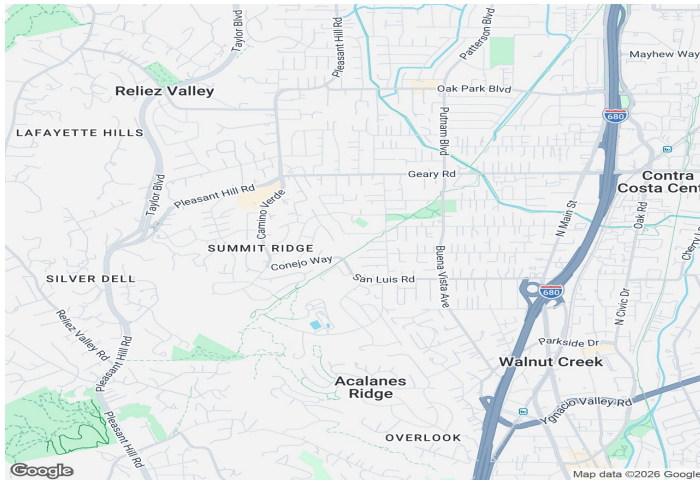 Taylor Blvd
Pleasant Hill Rd
Patterson Blvd
Mayhew Way
Reliez Valley
Oak Park Blvd
680
LAFAYETTE HILLS
Putnam Blvd
Contra
Costa Cent
Geary Rd
Taylor Blvd
Pleasant Hill Rd
Camino Verde
N Main St
Oak Rd
SUMMIT RIDGE
Conejo Way
Buena Vista Ave
SILVER DELL
San Luis Rd
680
N Civic Dr
Reliez Valley Rd
Pleasant Hill Rd
Parkside Dr
Walnut Creek
Acalanes
Ridge
Ygnacio Valley Rd
Pleasant Hill Rd
OVERLOOK
Google
Map data ©2026 Google